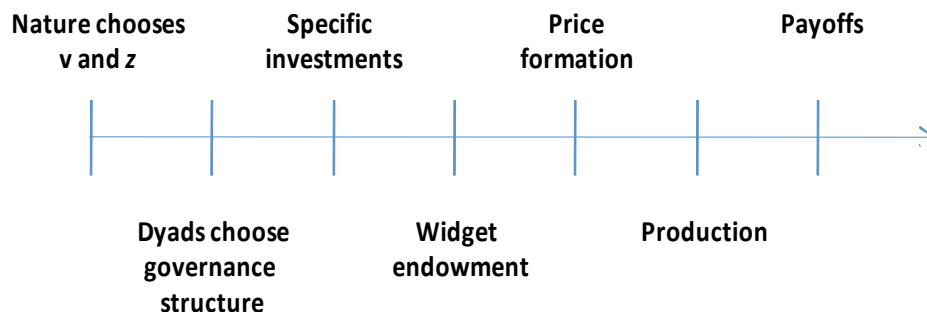 Nature chooses
v and z
Specific
investments
Price
formation
Payoffs
Dyads choose
governance
structure
Widget
endowment
Production